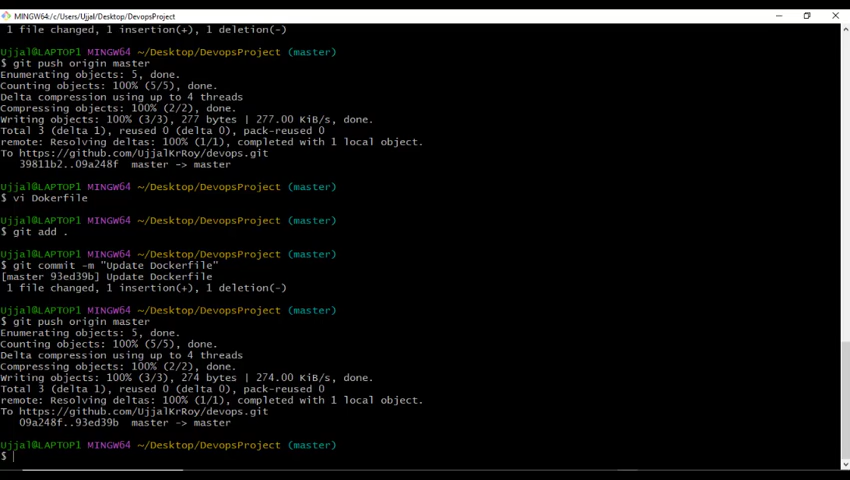 MINGW64:/c/Users/Ujjal/Desktop/DevopsProject
1 file changed, 1 insertion(+), 1 deletion(-)
Ujjal@LAPTOP1 MINGW64 ~/Desktop/DevopsProject (master)
$ git push origin master
Enumerating objects: 5, done.
Counting objects: 100% (5/5), done.
Delta compression using up to 4 threads
Compressing objects: 100% (2/2), done.
Writing objects: 100% (3/3), 277 bytes | 277.00 KiB/s, done.
Total 3 (delta 1), reused 0 (delta 0), pack-reused 0
remote: Resolving deltas: 100% (1/1), completed with 1 local object.
To https://github.com/UjjalKrRoy/devops.git
39811b2..09a248f  master -> master
Ujjal@LAPTOP1 MINGW64 ~/Desktop/DevopsProject (master)
$ vi Dokerfile
Ujjal@LAPTOP1 MINGW64 ~/Desktop/DevopsProject (master)
$ git add .
Ujjal@LAPTOP1 MINGW64 ~/Desktop/DevopsProject (master)
$ git commit -m "Update Dockerfile"
[master 93ed39b] Update Dockerfile
1 file changed, 1 insertion(+), 1 deletion(-)
Ujjal@LAPTOP1 MINGW64 ~/Desktop/DevopsProject (master)
$ git push origin master
Enumerating objects: 5, done.
Counting objects: 100% (5/5), done.
Delta compression using up to 4 threads
Compressing objects: 100% (2/2), done.
Writing objects: 100% (3/3), 274 bytes | 274.00 KiB/s, done.
Total 3 (delta 1), reused 0 (delta 0), pack-reused 0
remote: Resolving deltas: 100% (1/1), completed with 1 local object.
To https://github.com/UjjalKrRoy/devops.git
09a248f..93ed39b  master -> master
Ujjal@LAPTOP1 MINGW64 ~/Desktop/DevopsProject (master)
$